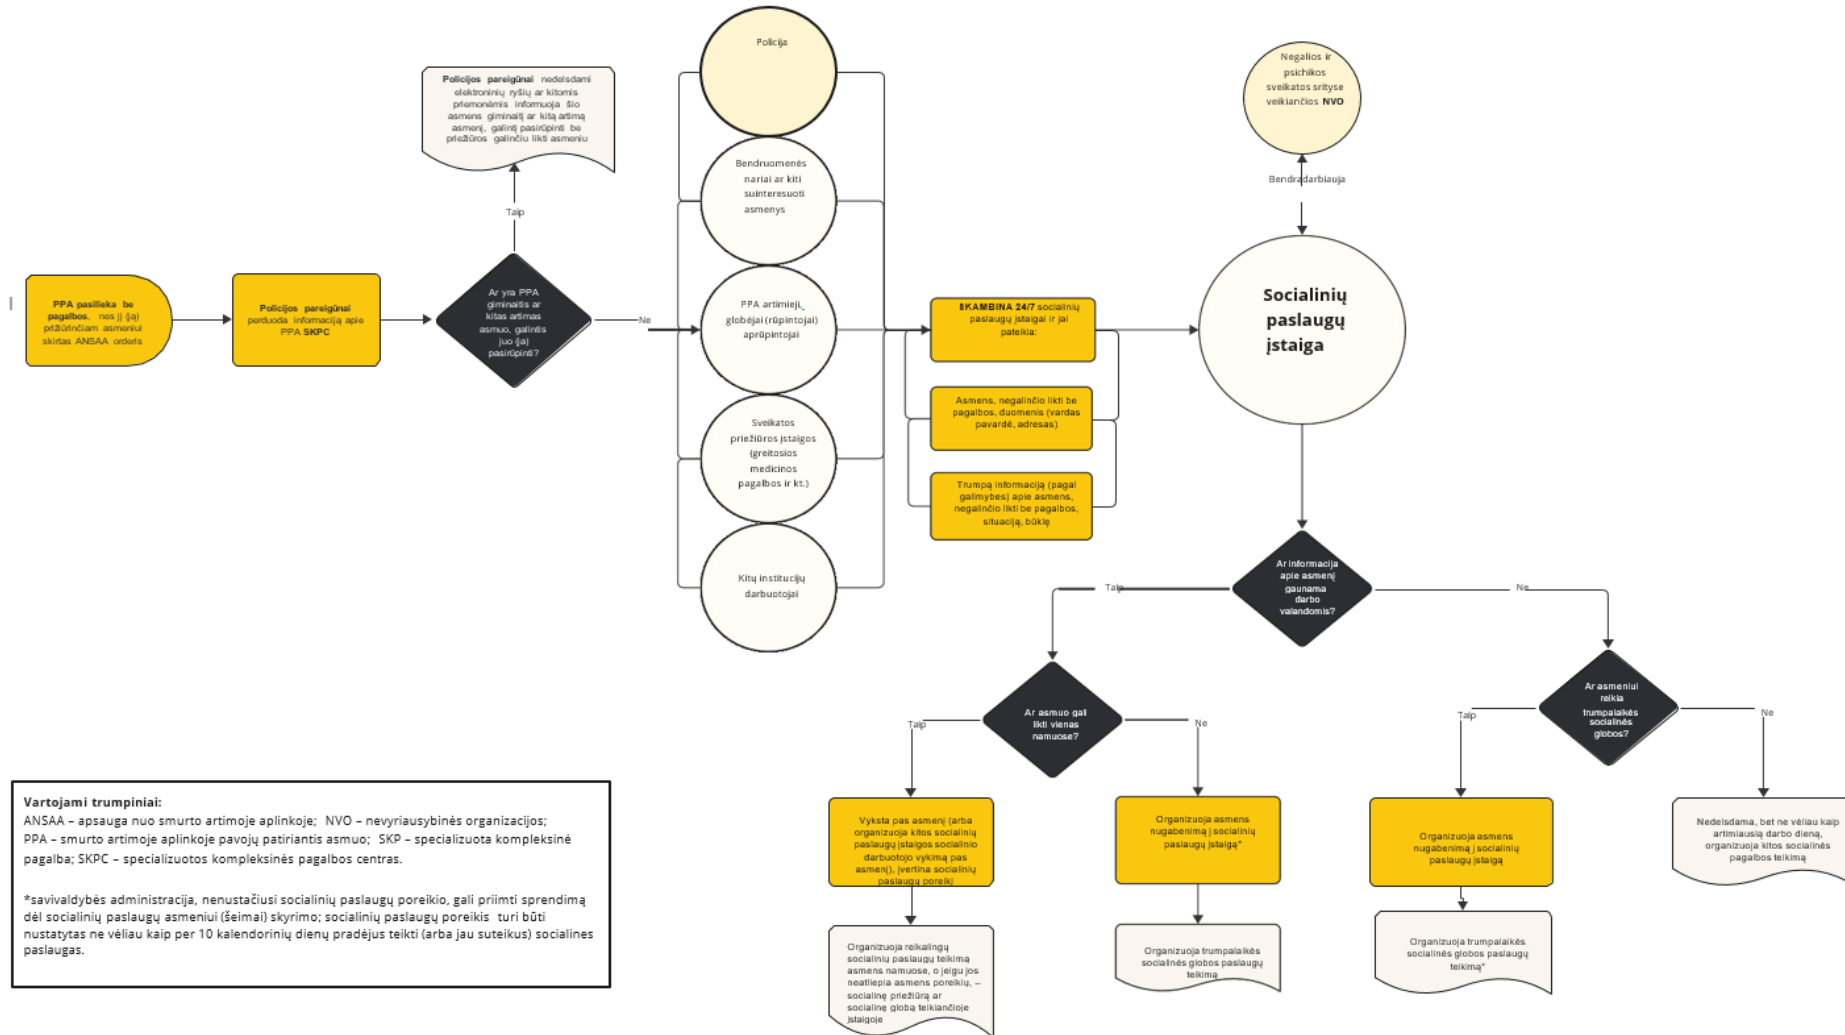 Policija
Negalios ir
psichikos
sveikatos srityse
veikiančios NVO
Policijos pareigūnai nedelsdami
elektroninių ryšių ar kitomis
priemonėmis informuoja šio
asmens giminaitį ar kitą artimą
asmenį, galintį pasirūpinti be
priežiūros galinčiu likti asmeniu
Bendruomenės
nariai ar kiti
suinteresuoti
asmenys
Bendradarbiauja
Taip
PPA pasilieka be
pagalbos, nes jį (ją)
prižiūrinčiam asmeniui
skirtas ANSAA orderis
Policijos pareigūnai
perduoda informaciją apie
PPA SKPC
Ar yra PPA
giminaitis ar
kitas artimas
asmuo, galintis
juo (ja)
pasirūpinti?
Ne
PPA artimieji,
globėjai (rūpintojai)
aprūpintojai
SKAMBINA 24/7 socialinių
paslaugų įstaigai ir jai
pateikia:
Socialinių
paslaugų
įstaiga
Asmens, negalinčio likti be
pagalbos, duomenis (vardas
pavardė, adresas)
Sveikatos
priežiūros įstaigos
(greitosios
medicinos
pagalbos ir kt.)
Trumpą informaciją (pagal
galimybes) apie asmens,
negalinčio likti be pagalbos,
situaciją, būklę
Kitų institucijų
darbuotojai
Ar informacija
apie asmenį
gaunama
darbo
valandomis?
Taip
Ne
Ar asmuo gali
likti vienas
namuose?
Ar asmeniui
reikia
trumpalaikės
socialinės
globos?
Taip
Ne
Taip
Ne
Vyksta pas asmenį (arba
organizuoja kitos socialinių
paslaugų įstaigos socialinio
darbuotojo vykimą pas
asmenį), įvertina socialinių
paslaugų poreikį
Organizuoja asmens
nugabenimą į socialinių
paslaugų įstaigą*
Organizuoja asmens
nugabenimą į socialinių
paslaugų įstaigą
Nedelsdama, bet ne vėliau kaip
artimiausią darbo dieną,
organizuoja kitos socialinės
pagalbos teikimą
Organizuoja reikalingų
socialinių paslaugų teikimą
asmens namuose, o jeigu jos
neatliepia asmens poreikių, –
socialinę priežiūrą ar
socialinę globą teikiančioje
įstaigoje
Organizuoja trumpalaikės
socialinės globos paslaugų
teikimą
Organizuoja trumpalaikės
socialinės globos paslaugų
teikimą*
Vartojami trumpiniai:
ANSAA – apsauga nuo smurto artimoje aplinkoje; NVO – nevyriausybinės organizacijos;
PPA – smurto artimoje aplinkoje pavojų patiriantis asmuo; SKP – specializuota kompleksinė
pagalba; SKPC – specializuotos kompleksinės pagalbos centras.
*savivaldybės administracija, nenustačiusi socialinių paslaugų poreikio, gali priimti sprendimą
dėl socialinių paslaugų asmeniui (šeimai) skyrimo; socialinių paslaugų poreikis turi būti
nustatytas ne vėliau kaip per 10 kalendorinių dienų pradėjus teikti (arba jau suteikus) socialines
paslaugas.